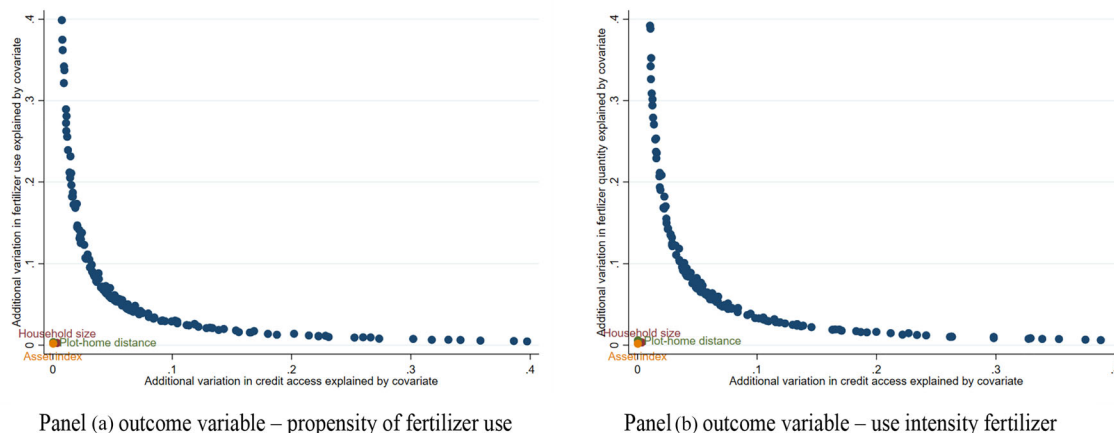 Additional variation in fertilizer use explained by covariate
.4
.3
.2
.1
0
Household size
Plot-home distance
Asset index
0
.1
.2
.3
.4
Additional variation in credit access explained by covariate
Panel (a) outcome variable – propensity of fertilizer use
Additional variation in fertlizer quantity explained by covariate
.4
.3
.2
.1
0
Household size
Plot-home distance
Asset index
0
.1
.2
.3
Additional variation in credit access explained by covariate
Panel (b) outcome variable – use intensity fertilizer